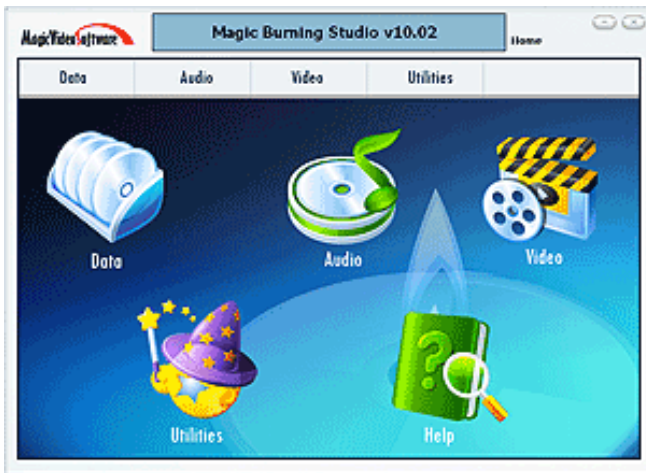 MagicVideoSoftware
Magic Burning Studio v10.02
Home
Data
Audio
Video
Utilities
Data
Audio
Video
Utilities
Help